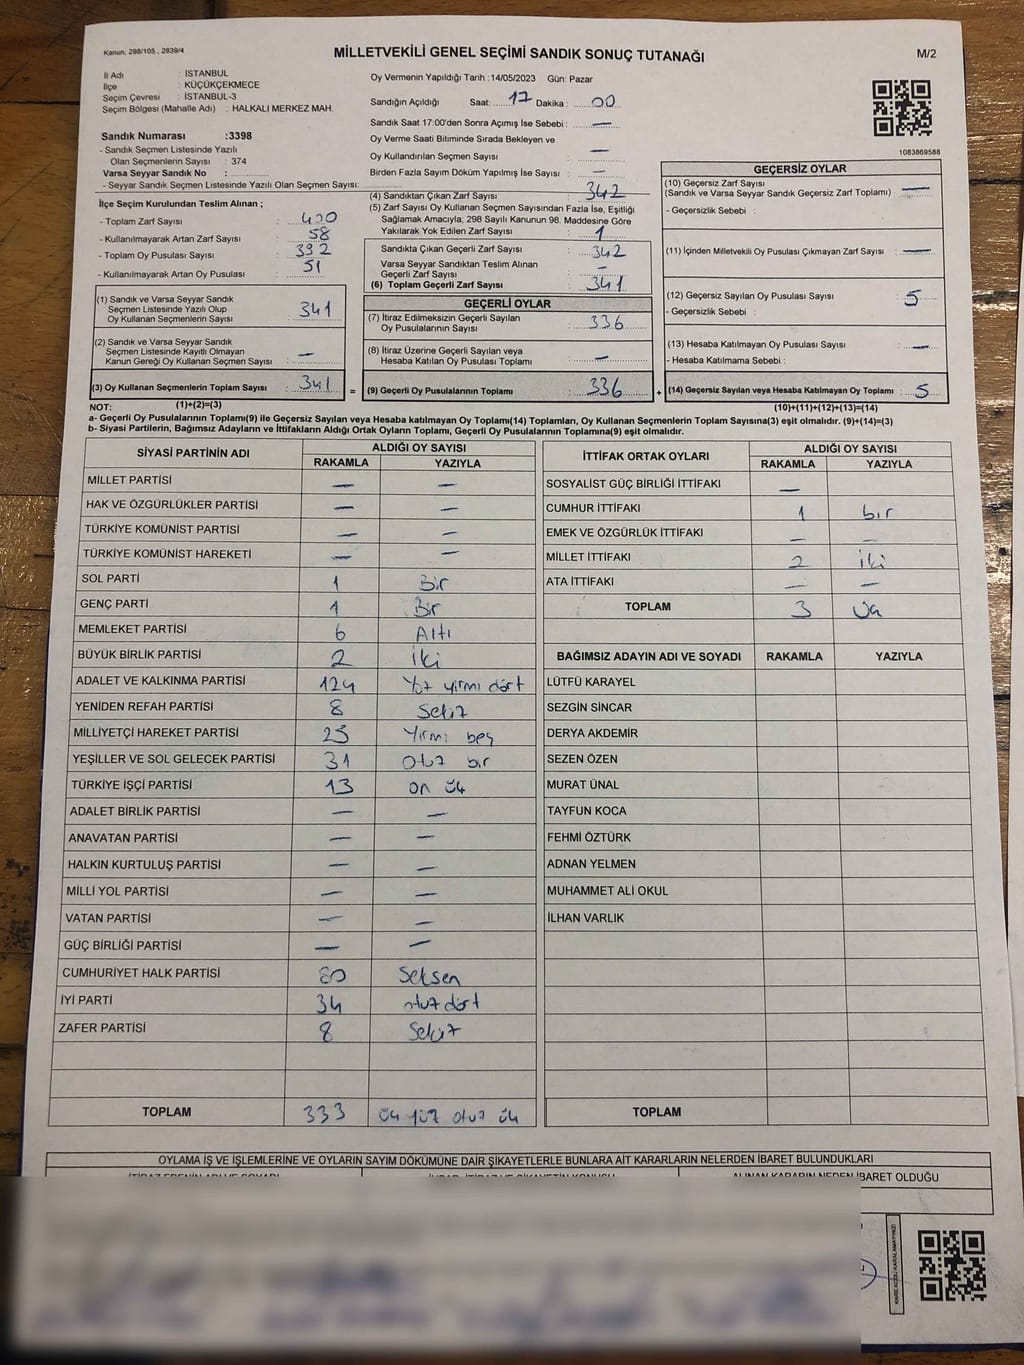 Kanun: 298/105 , 2839/4
MİLLETVEKİLİ GENEL SEÇİMİ SANDIK SONUÇ TUTANAĞI
M/2
İl Adı : İSTANBUL
İlçe : KÜÇÜKÇEKMECE
Seçim Çevresi : İSTANBUL-3
Seçim Bölgesi (Mahalle Adı) : HALKALI MERKEZ MAH.
Oy Vermenin Yapıldığı Tarih :14/05/2023 Gün: Pazar
Sandığın Açıldığı Saat: 17 Dakika : 00
Sandık Saat 17:00'den Sonra Açımış İse Sebebi : —
Oy Verme Saati Bitiminde Sırada Bekleyen ve
Oy Kullandırılan Seçmen Sayısı : —
Birden Fazla Sayım Döküm Yapılmış İse Sayısı : —
1083869586
Sandık Numarası :3398
- Sandık Seçmen Listesinde Yazılı
Olan Seçmenlerin Sayısı : 374
Varsa Seyyar Sandık No :
- Seyyar Sandık Seçmen Listesinde Yazılı Olan Seçmen Sayısı:
İlçe Seçim Kurulundan Teslim Alınan ;
- Toplam Zarf Sayısı : 400
- Kullanılmayarak Artan Zarf Sayısı : 58
- Toplam Oy Pusulası Sayısı : 392
- Kullanılmayarak Artan Oy Pusulası : 51
(4) Sandıktan Çıkan Zarf Sayısı : 342
(5) Zarf Sayısı Oy Kullanan Seçmen Sayısından Fazla İse, Eşitliği
Sağlamak Amacıyla; 298 Sayılı Kanunun 98. Maddesine Göre
Yakılarak Yok Edilen Zarf Sayısı : 1
Sandıkta Çıkan Geçerli Zarf Sayısı : 342
Varsa Seyyar Sandıktan Teslim Alınan
Geçerli Zarf Sayısı : —
(6) Toplam Geçerli Zarf Sayısı : 341
GEÇERSİZ OYLAR
(10) Geçersiz Zarf Sayısı
(Sandık ve Varsa Seyyar Sandık Geçersiz Zarf Toplamı) : —
- Geçersizlik Sebebi :
(11) İçinden Milletvekili Oy Pusulası Çıkmayan Zarf Sayısı : —
(12) Geçersiz Sayılan Oy Pusulası Sayısı : 5
- Geçersizlik Sebebi :
(13) Hesaba Katılmayan Oy Pusulası Sayısı : —
- Hesaba Katılmama Sebebi :
(14) Geçersiz Sayılan veya Hesaba Katılmayan Oy Toplamı : 5
(10)+(11)+(12)+(13)=(14)
(1) Sandık ve Varsa Seyyar Sandık
Seçmen Listesinde Yazılı Olup
Oy Kullanan Seçmenlerin Sayısı : 341
(2) Sandık ve Varsa Seyyar Sandık
Seçmen Listesinde Kayıtlı Olmayan
Kanun Gereği Oy Kullanan Seçmen Sayısı : —
(3) Oy Kullanan Seçmenlerin Toplam Sayısı : 341 =
(1)+(2)=(3)
GEÇERLİ OYLAR
(7) İtiraz Edilmeksizin Geçerli Sayılan
Oy Pusulalarının Sayısı : 336
(8) İtiraz Üzerine Geçerli Sayılan veya
Hesaba Katılan Oy Pusulası Toplamı : —
(9) Geçerli Oy Pusulalarının Toplamı : 336 +
NOT:
a- Geçerli Oy Pusulalarının Toplamı(9) ile Geçersiz Sayılan veya Hesaba katılmayan Oy Toplamı(14) Toplamları, Oy Kullanan Seçmenlerin Toplam Sayısına(3) eşit olmalıdır. (9)+(14)=(3)
b- Siyasi Partilerin, Bağımsız Adayların ve İttifakların Aldığı Ortak Oyların Toplamı, Geçerli Oy Pusulalarının Toplamına(9) eşit olmalıdır.
SİYASİ PARTİNİN ADI ALDIĞI OY SAYISI
RAKAMLA YAZIYLA
MİLLET PARTİSİ — —
HAK VE ÖZGÜRLÜKLER PARTİSİ — —
TÜRKİYE KOMÜNİST PARTİSİ — —
TÜRKİYE KOMÜNİST HAREKETİ — —
SOL PARTİ 1 Bir
GENÇ PARTİ 1 Bir
MEMLEKET PARTİSİ 6 Altı
BÜYÜK BİRLİK PARTİSİ 2 İki
ADALET VE KALKINMA PARTİSİ 124 Yüz yirmi dört
YENİDEN REFAH PARTİSİ 8 Sekiz
MİLLİYETÇİ HAREKET PARTİSİ 25 Yirmi beş
YEŞİLLER VE SOL GELECEK PARTİSİ 31 Otuz bir
TÜRKİYE İŞÇİ PARTİSİ 13 on üç
ADALET BİRLİK PARTİSİ — —
ANAVATAN PARTİSİ — —
HALKIN KURTULUŞ PARTİSİ — —
MİLLİ YOL PARTİSİ — —
VATAN PARTİSİ — —
GÜÇ BİRLİĞİ PARTİSİ — —
CUMHURİYET HALK PARTİSİ 80 Seksen
İYİ PARTİ 34 otuz dört
ZAFER PARTİSİ 8 Sekiz
TOPLAM 333 üç yüz otuz üç
İTTİFAK ORTAK OYLARI ALDIĞI OY SAYISI
RAKAMLA YAZIYLA
SOSYALİST GÜÇ BİRLİĞİ İTTİFAKI —
CUMHUR İTTİFAKI 1 bir
EMEK VE ÖZGÜRLÜK İTTİFAKI — —
MİLLET İTTİFAKI 2 iki
ATA İTTİFAKI — —
TOPLAM 3 üç
BAĞIMSIZ ADAYIN ADI VE SOYADI RAKAMLA YAZIYLA
LÜTFÜ KARAYEL
SEZGİN SİNCAR
DERYA AKDEMİR
SEZEN ÖZEN
MURAT ÜNAL
TAYFUN KOCA
FEHMİ ÖZTÜRK
ADNAN YELMEN
MUHAMMET ALİ OKUL
İLHAN VARLIK
TOPLAM
OYLAMA İŞ VE İŞLEMLERİNE VE OYLARIN SAYIM DÖKÜMÜNE DAİR ŞİKAYETLERLE BUNLARA AİT KARARLARIN NELERDEN İBARET BULUNDUKLARI
İTİRAZ EDENİN ADI VE SOYADI ALINAN KARARIN NEDEN İBARET OLDUĞU
KARE KODU KARALAMAYINIZ!